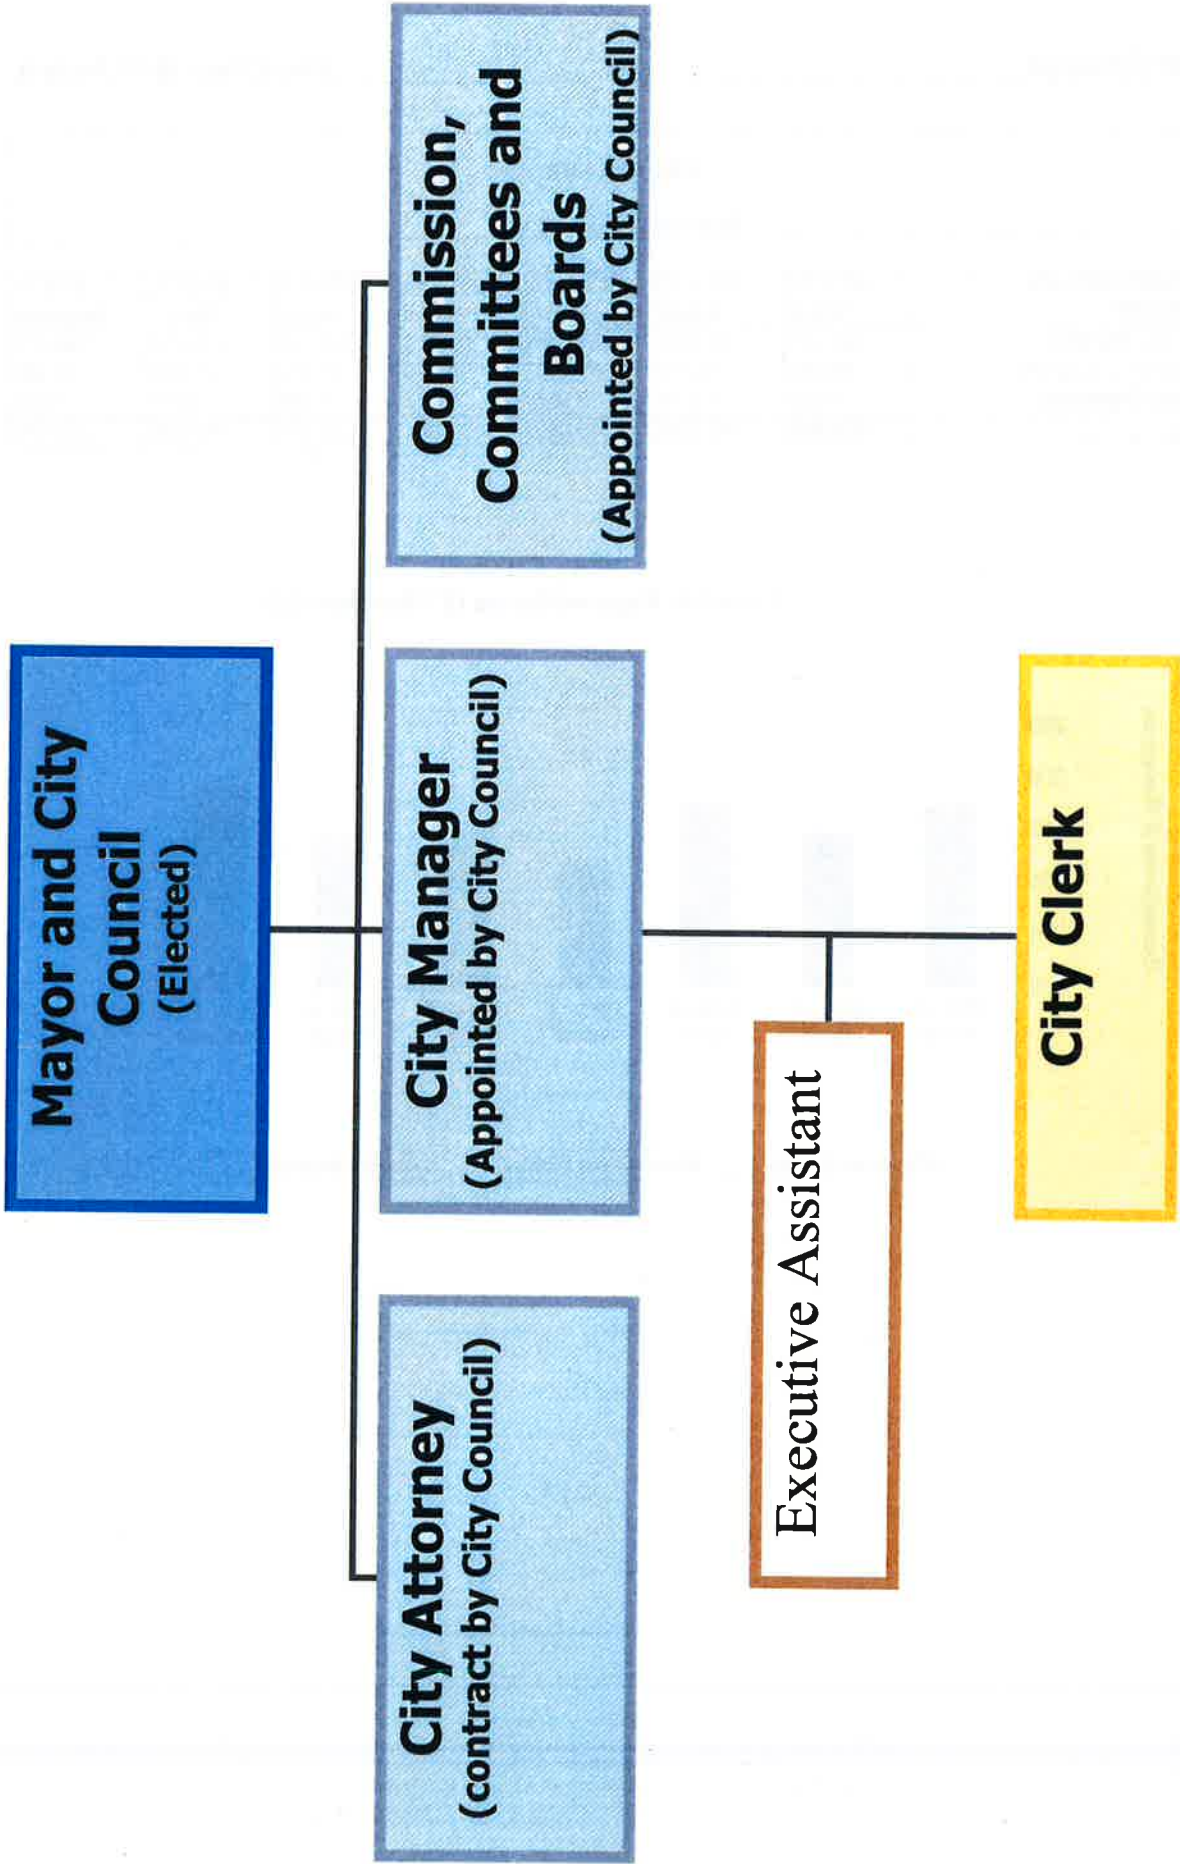 Mayor and City
Council
(Elected)
City Attorney
(contract by City Council)
City Manager
(Appointed by City Council)
Commission,
Committees and
Boards
(Appointed by City Council)
Executive Assistant
City Clerk